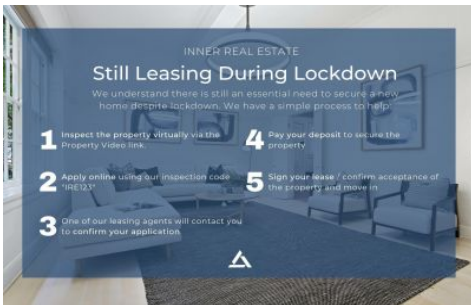 INNER REAL ESTATE
Still Leasing During Lockdown
We understand there is still an essential need to secure a new
home despite lockdown. We have a simple process to help:
1 Inspect the property virtually via the
Property Video link.
2 Apply online using our inspection code
"IRE123"
3 One of our leasing agents will contact you
to confirm your application
4 Pay your deposit to secure the
property
5 Sign your lease / confirm acceptance of
the property and move in